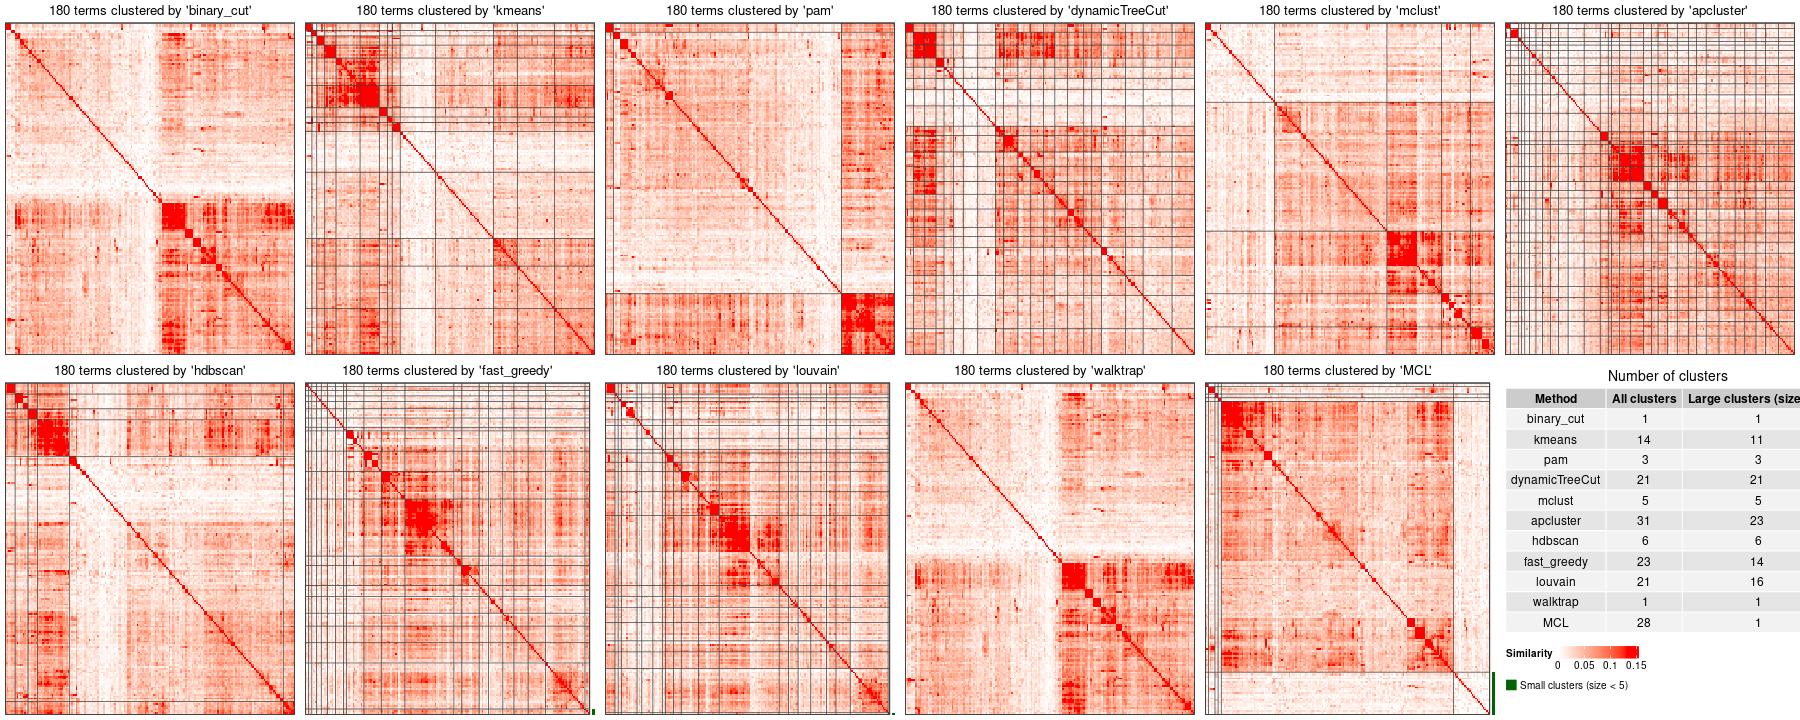 180 terms clustered by 'binary_cut'
180 terms clustered by 'kmeans'
180 terms clustered by 'pam'
180 terms clustered by 'dynamicTreeCut'
180 terms clustered by 'mclust'
180 terms clustered by 'apcluster'
180 terms clustered by 'hdbscan'
180 terms clustered by 'fast_greedy'
180 terms clustered by 'louvain'
180 terms clustered by 'walktrap'
180 terms clustered by 'MCL'
Number of clusters
Method All clusters Large clusters (size
binary_cut 1 1
kmeans 14 11
pam 3 3
dynamicTreeCut 21 21
mclust 5 5
apcluster 31 23
hdbscan 6 6
fast_greedy 23 14
louvain 21 16
walktrap 1 1
MCL 28 1
Similarity
0 0.05 0.1 0.15
Small clusters (size < 5)